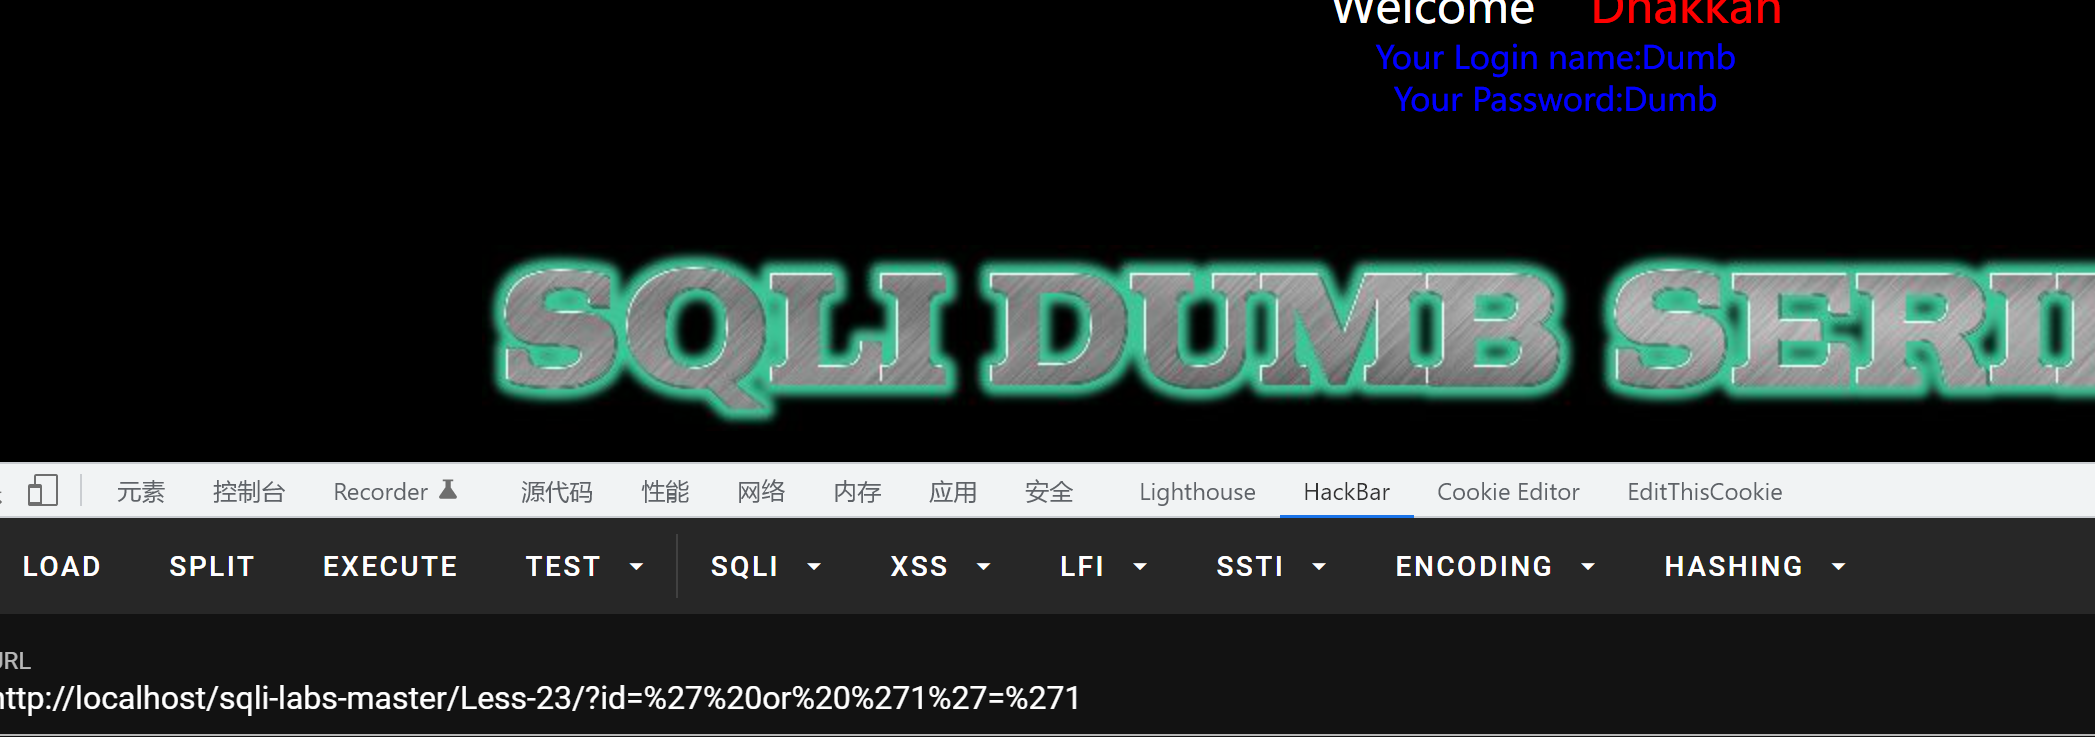 Welcome Dhakkan
Your Login name:Dumb
Your Password:Dumb
SQLI DUMB SERI
元素 控制台 Recorder 源代码 性能 网络 内存 应用 安全 Lighthouse HackBar Cookie Editor EditThisCookie
LOAD SPLIT EXECUTE TEST SQLI XSS LFI SSTI ENCODING HASHING
URL
http://localhost/sqli-labs-master/Less-23/?id=%27%20or%20%271%27=%271